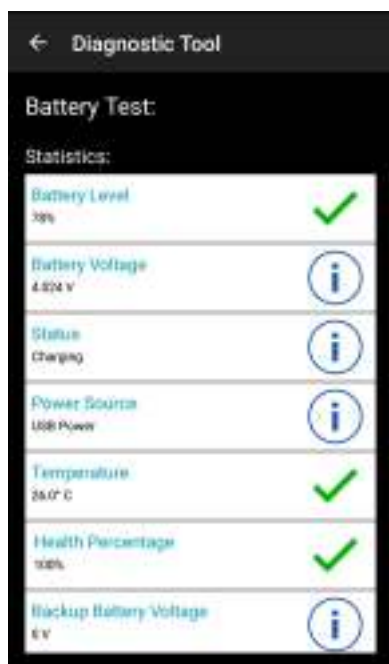 Diagnostic Tool
Battery Test:
Statistics:
Battery Level
78%
Battery Voltage
4.024 V
Status
Charging
Power Source
USB Power
Temperature
26.0° C
Health Percentage
100%
Backup Battery Voltage
0 V